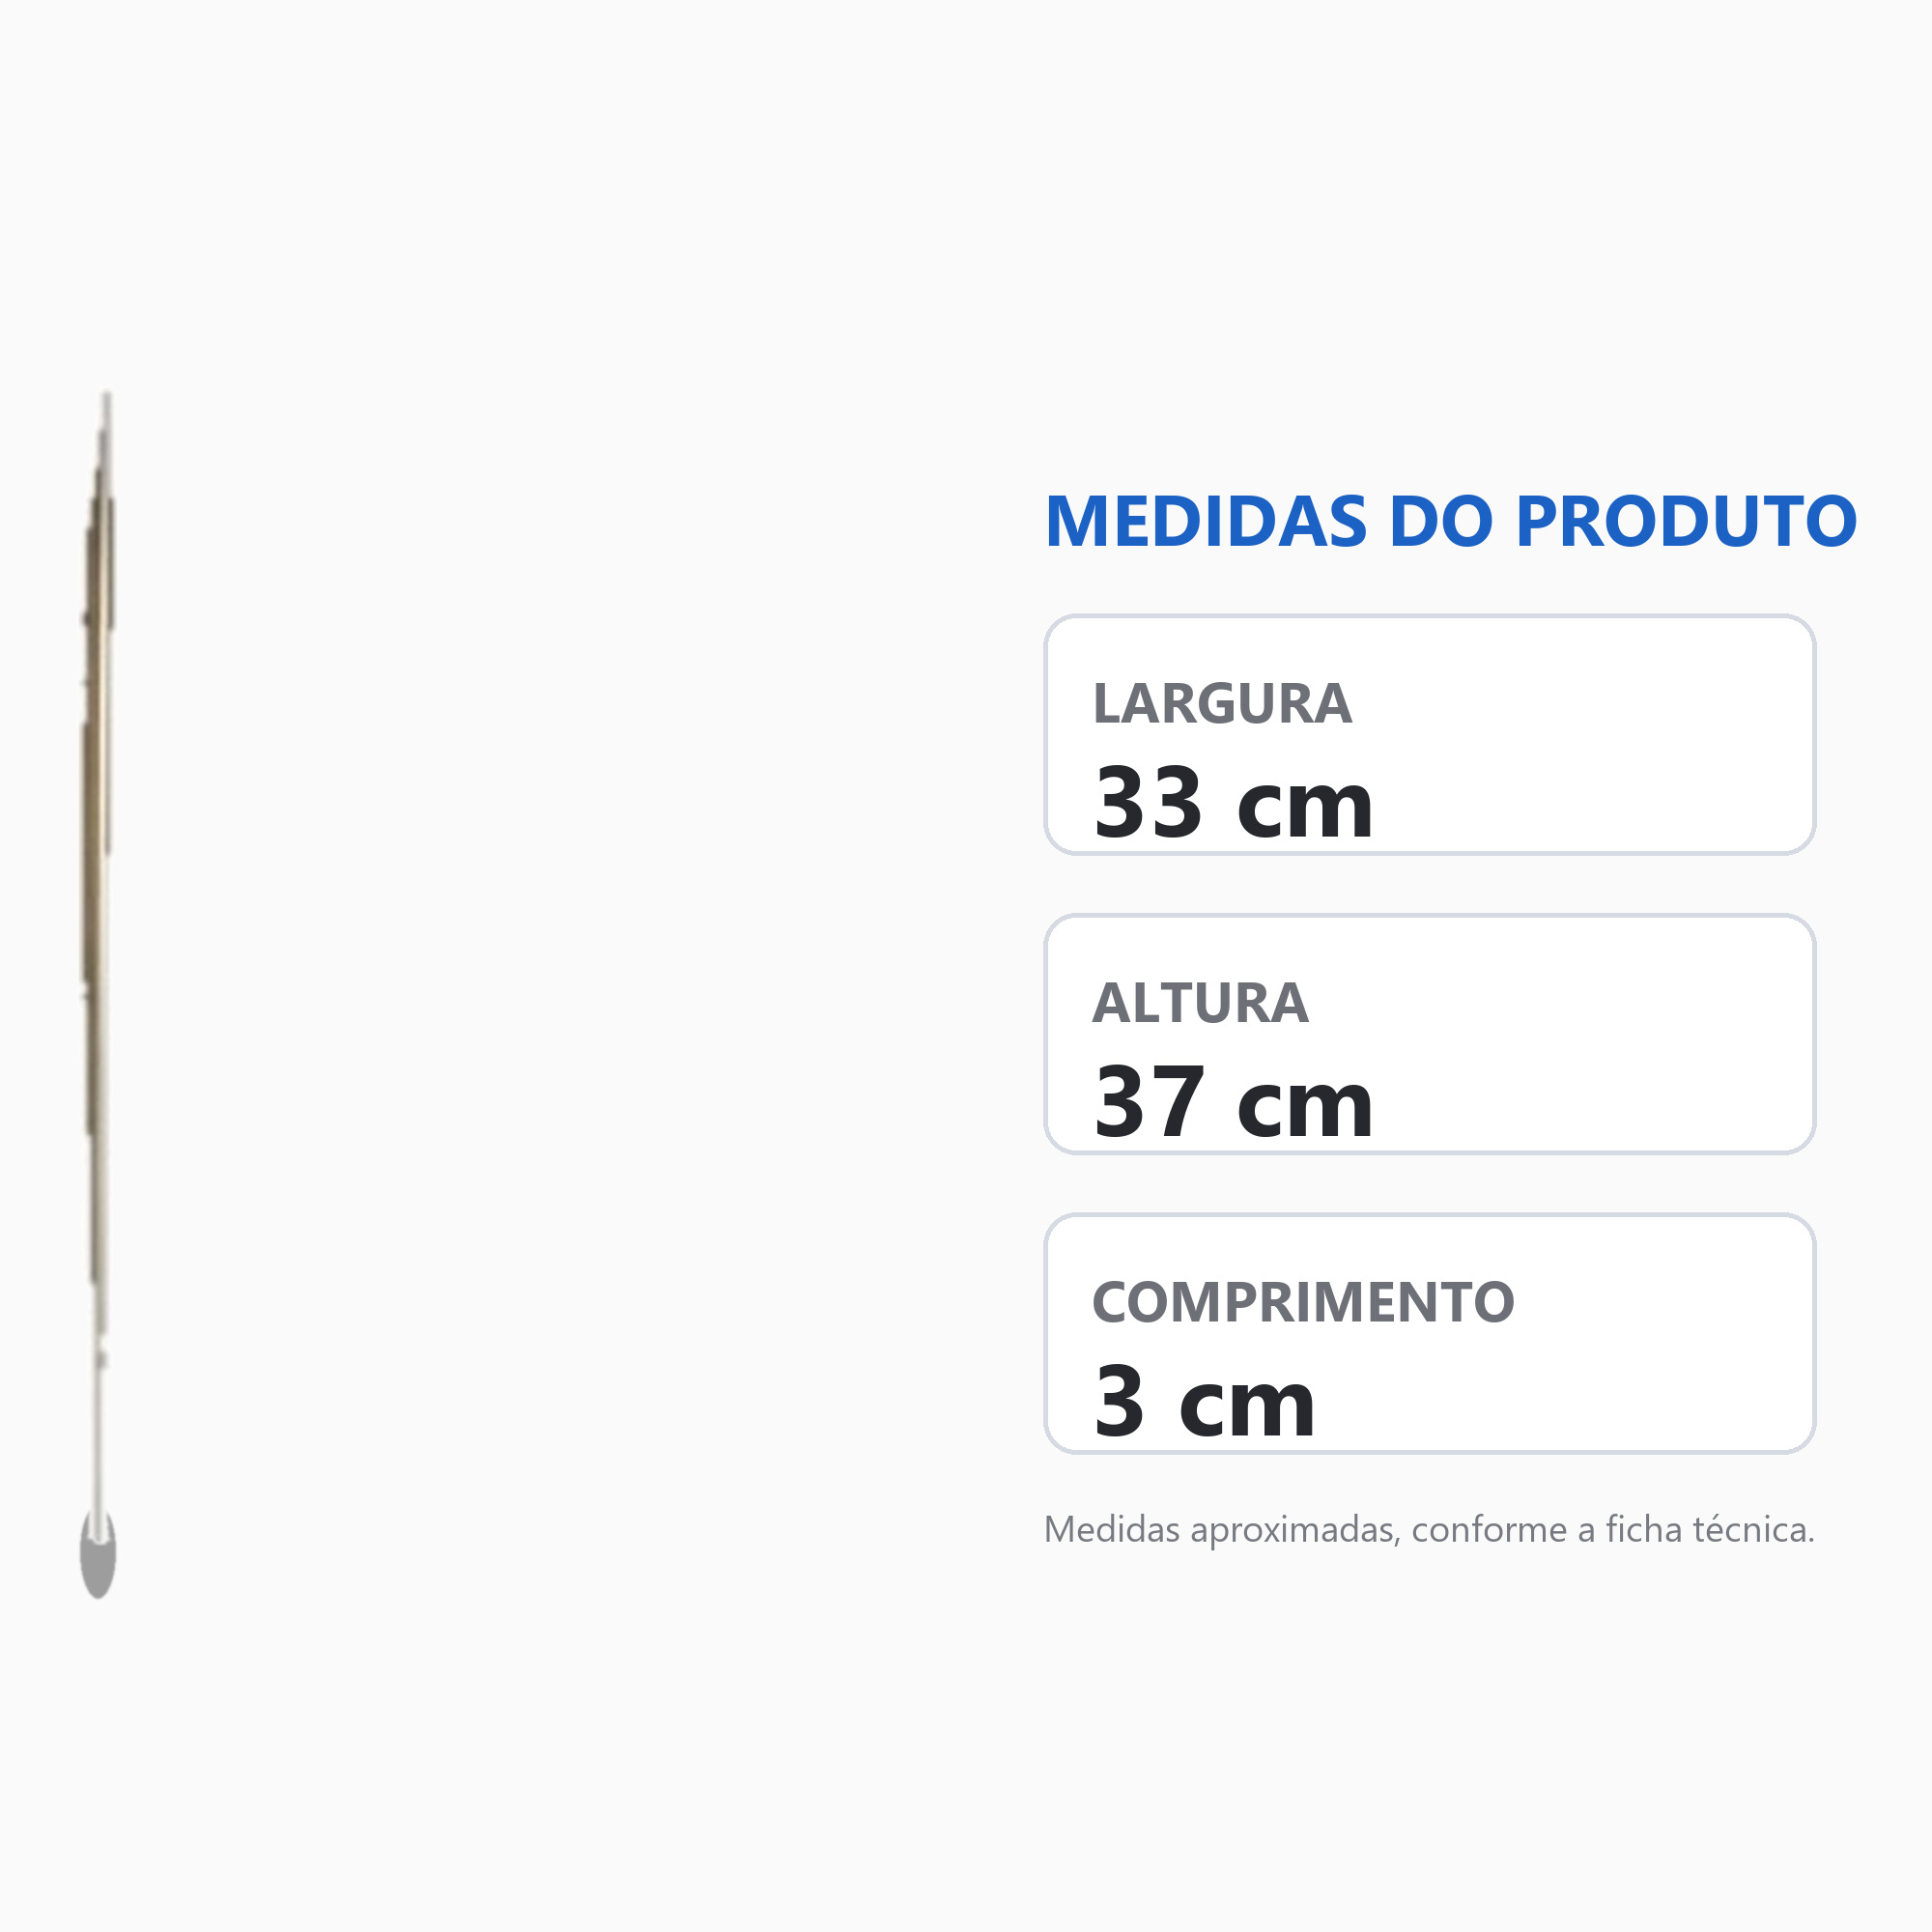 MEDIDAS DO PRODUTO
LARGURA
33 cm
ALTURA
37 cm
COMPRIMENTO
3 cm
Medidas aproximadas, conforme a ficha técnica.